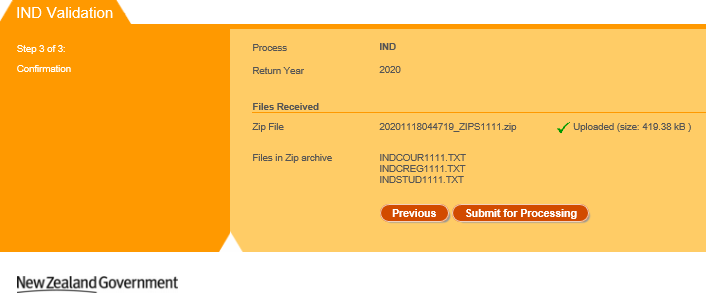 IND Validation
Step 3 of 3:
Confirmation
Process IND
Return Year 2020
Files Received
Zip File 20201118044719_ZIPS1111.zip Uploaded (size: 419.38 kB )
Files in Zip archive INDCOUR1111.TXT
INDCREG1111.TXT
INDSTUD1111.TXT
Previous Submit for Processing
New Zealand Government